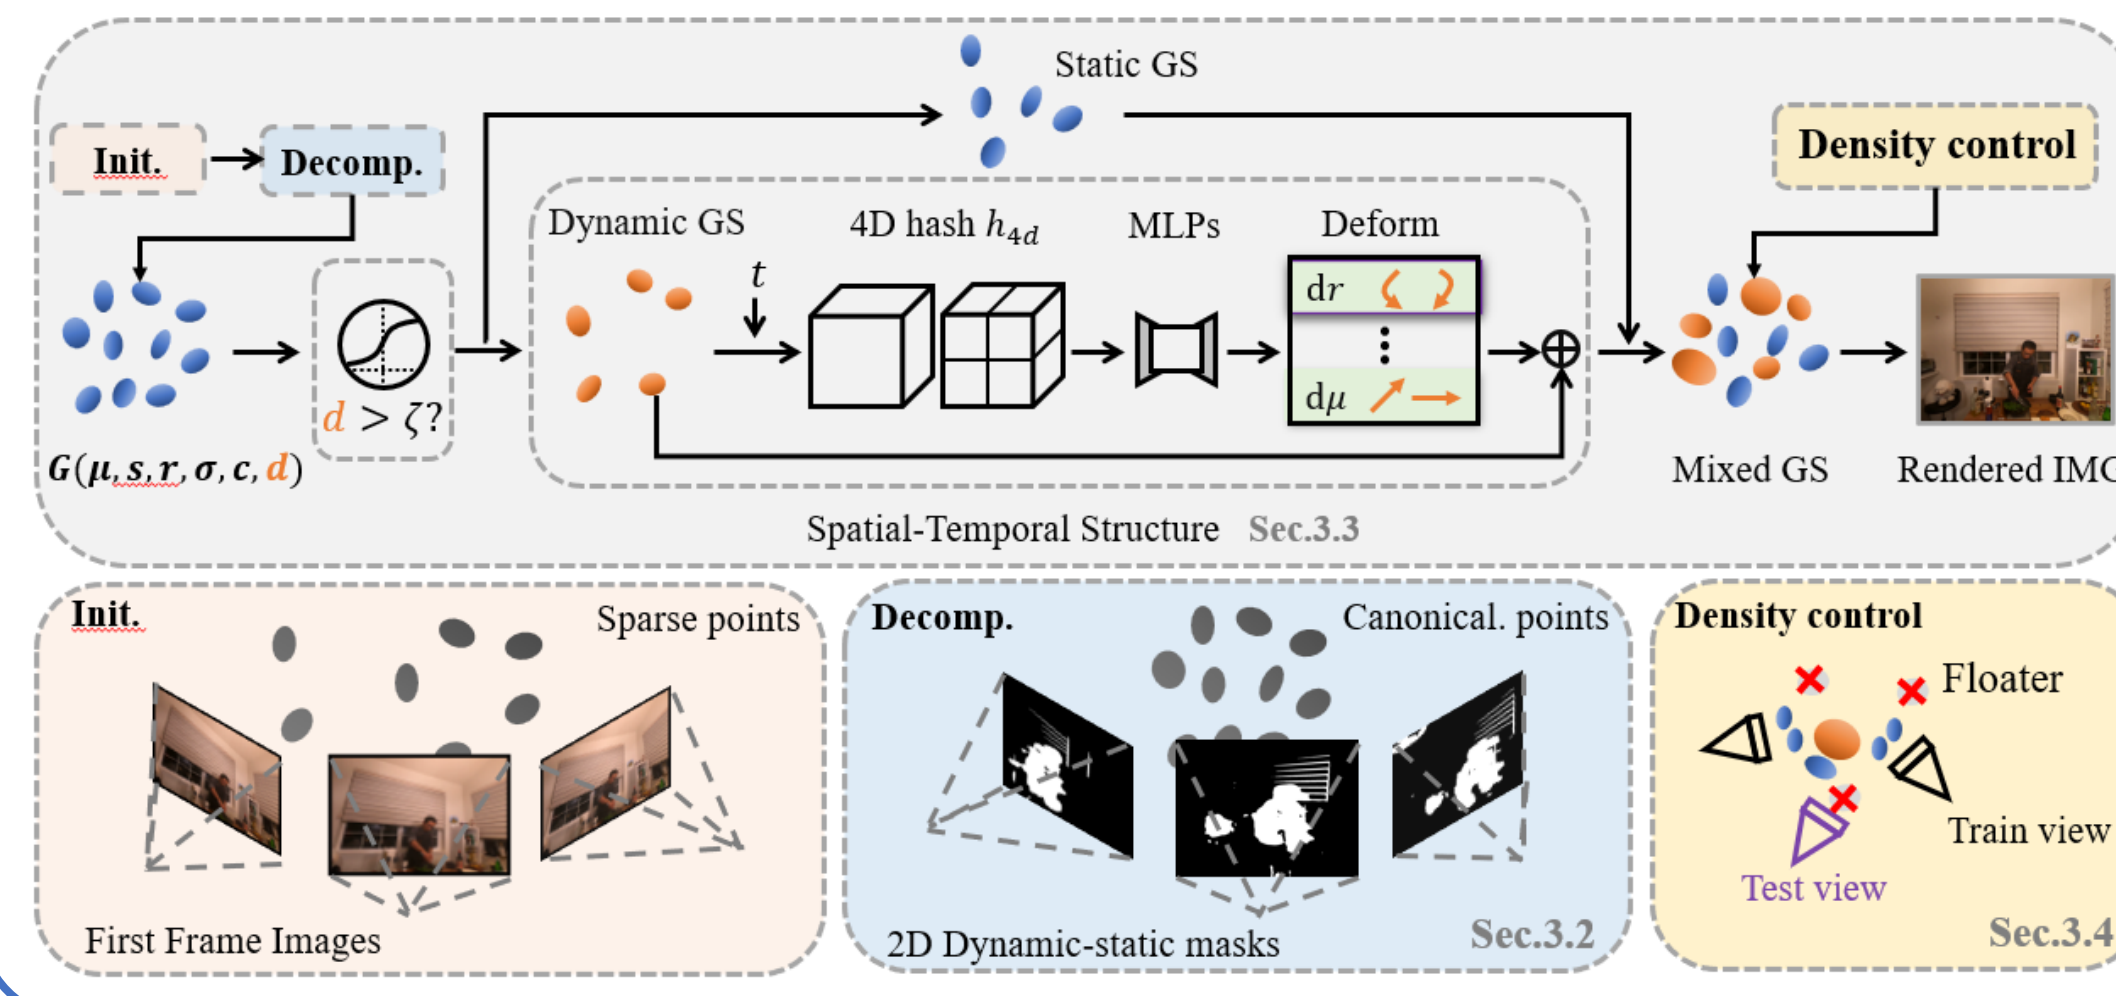 Static GS
Init.
Decomp.
Density control
Dynamic GS
4D hash h₄d
MLPs
Deform
t
dr
dμ
d > ζ?
G(μ, s, r, σ, c, d)
Mixed GS
Rendered IMG
Spatial-Temporal Structure Sec.3.3
Init.
Sparse points
First Frame Images
Decomp.
Canonical. points
2D Dynamic-static masks
Sec.3.2
Density control
Floater
Train view
Test view
Sec.3.4